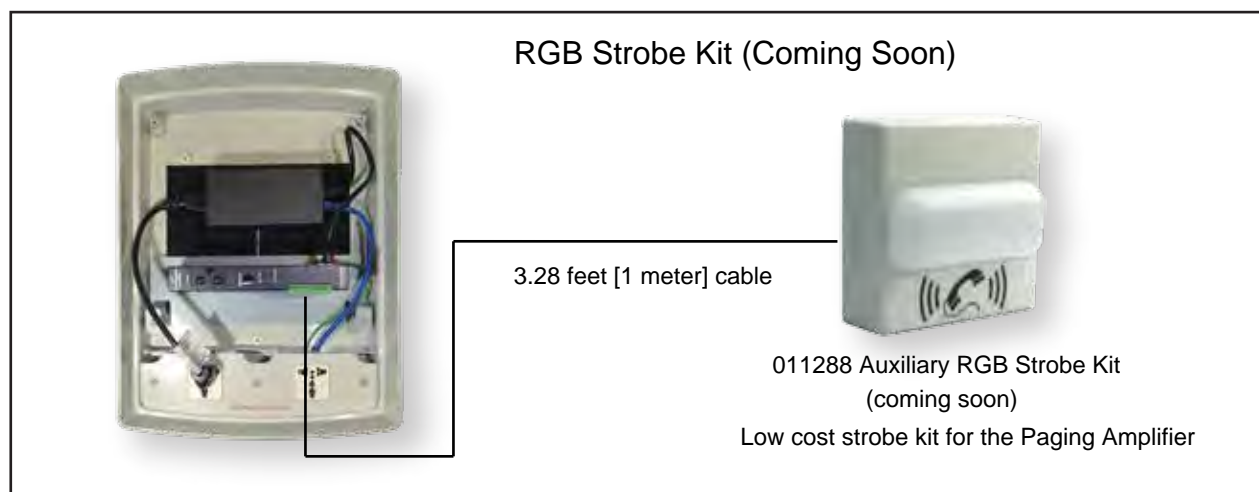 RGB Strobe Kit (Coming Soon)
3.28 feet [1 meter] cable
011288 Auxiliary RGB Strobe Kit
(coming soon)
Low cost strobe kit for the Paging Amplifier